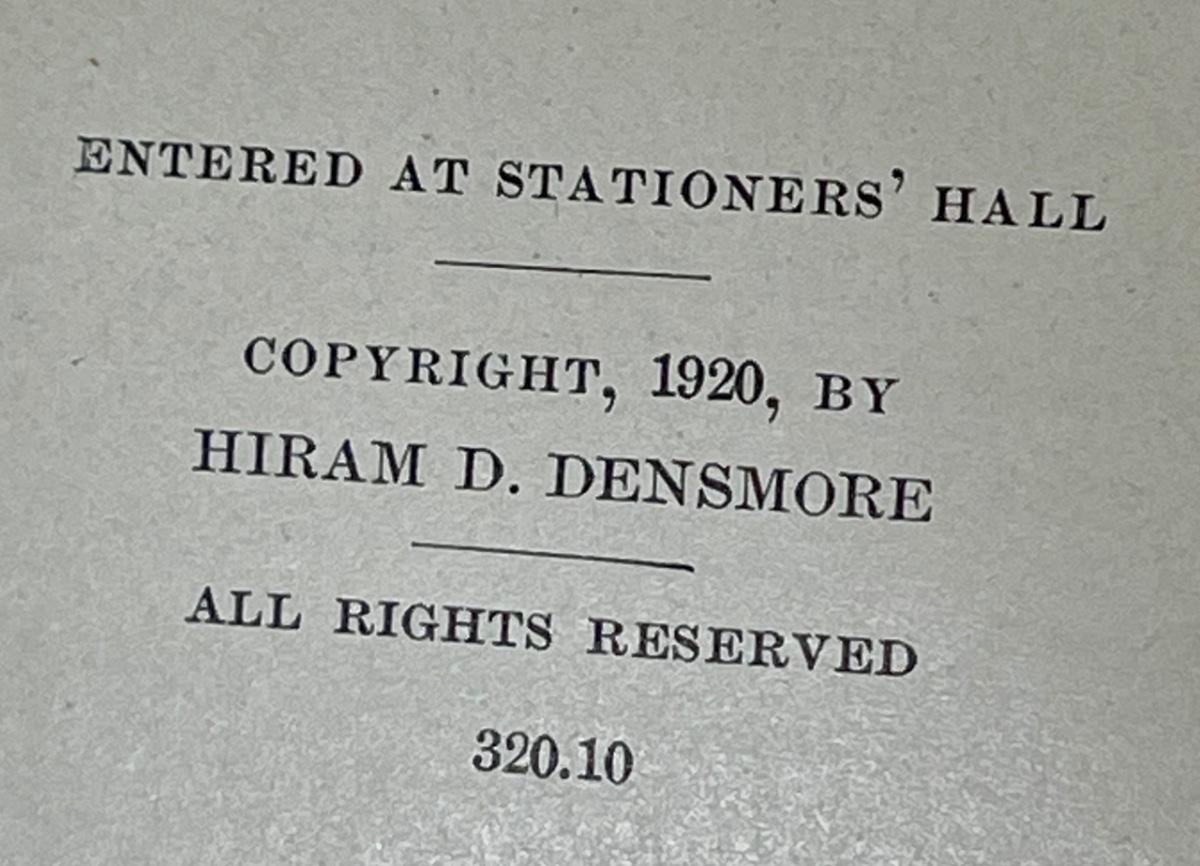 ENTERED AT STATIONERS' HALL
COPYRIGHT, 1920, BY
HIRAM D. DENSMORE
ALL RIGHTS RESERVED
320.10